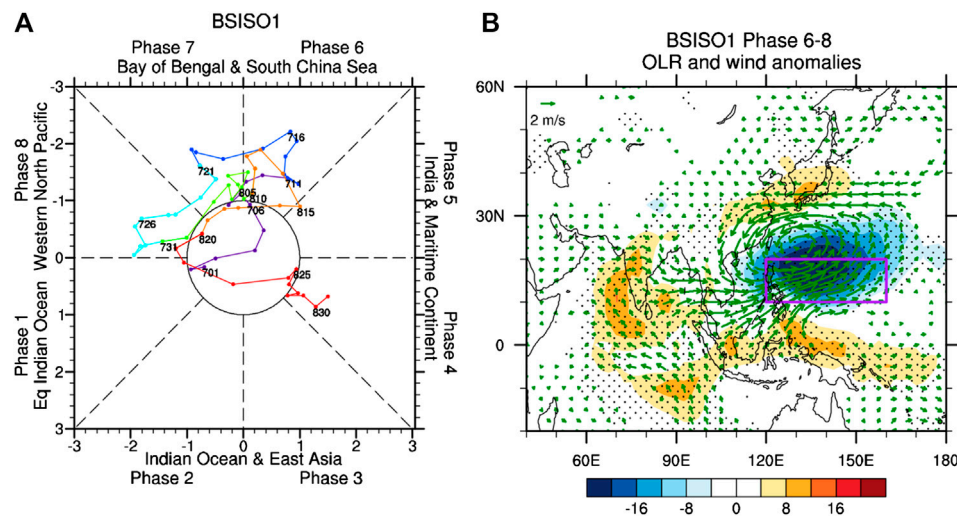 A
BSISO1
Phase 7
Phase 6
Bay of Bengal & South China Sea
-3
-2
-1
0
1
2
3
Phase 8
Western North Pacific
Phase 1
Eq Indian Ocean
Phase 5
India & Maritime Continent
Phase 4
716
721
711
805
810
706
815
726
820
731
701
825
830
-3
-2
-1
0
1
2
3
Indian Ocean & East Asia
Phase 2
Phase 3
B
BSISO1 Phase 6-8
OLR and wind anomalies
60N
2 m/s
30N
0
60E
90E
120E
150E
180
-16
-8
0
8
16